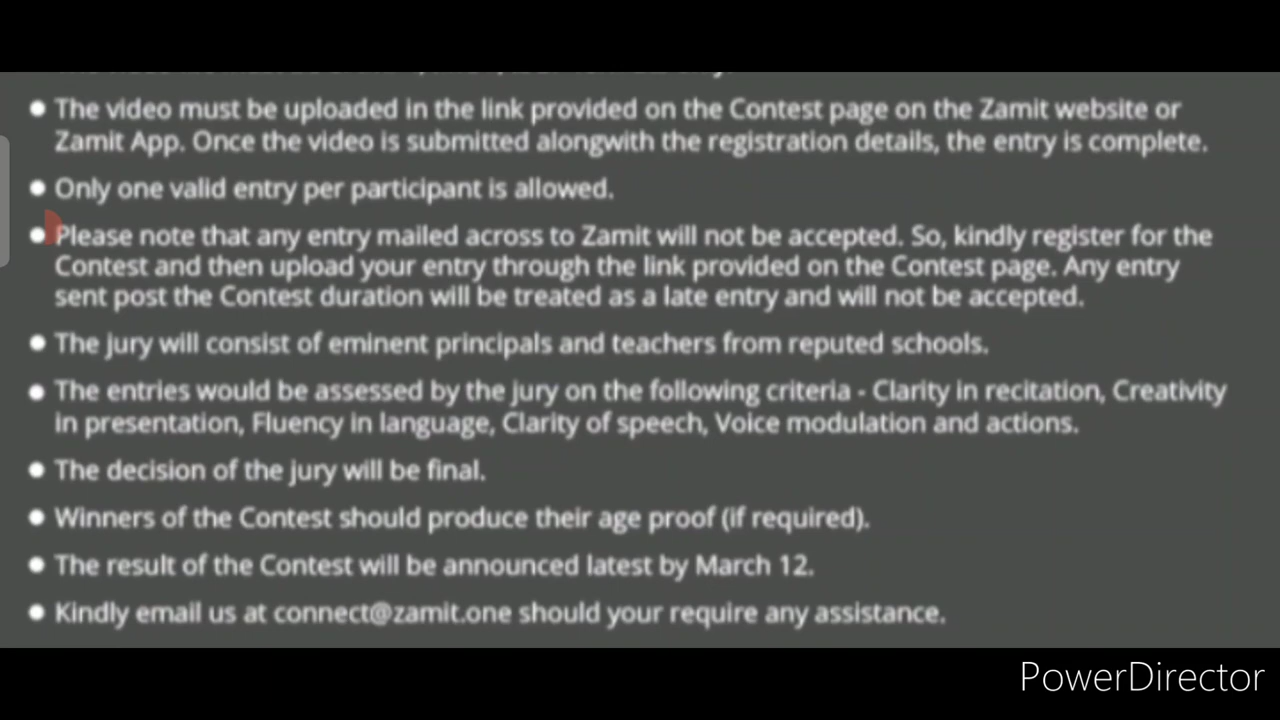 ● The video must be uploaded in the link provided on the Contest page on the Zamit website or
Zamit App. Once the video is submitted alongwith the registration details, the entry is complete.
● Only one valid entry per participant is allowed.
● Please note that any entry mailed across to Zamit will not be accepted. So, kindly register for the
Contest and then upload your entry through the link provided on the Contest page. Any entry
sent post the Contest duration will be treated as a late entry and will not be accepted.
● The jury will consist of eminent principals and teachers from reputed schools.
● The entries would be assessed by the jury on the following criteria - Clarity in recitation, Creativity
in presentation, Fluency in language, Clarity of speech, Voice modulation and actions.
● The decision of the jury will be final.
● Winners of the Contest should produce their age proof (if required).
● The result of the Contest will be announced latest by March 12.
● Kindly email us at connect@zamit.one should your require any assistance.
PowerDirector